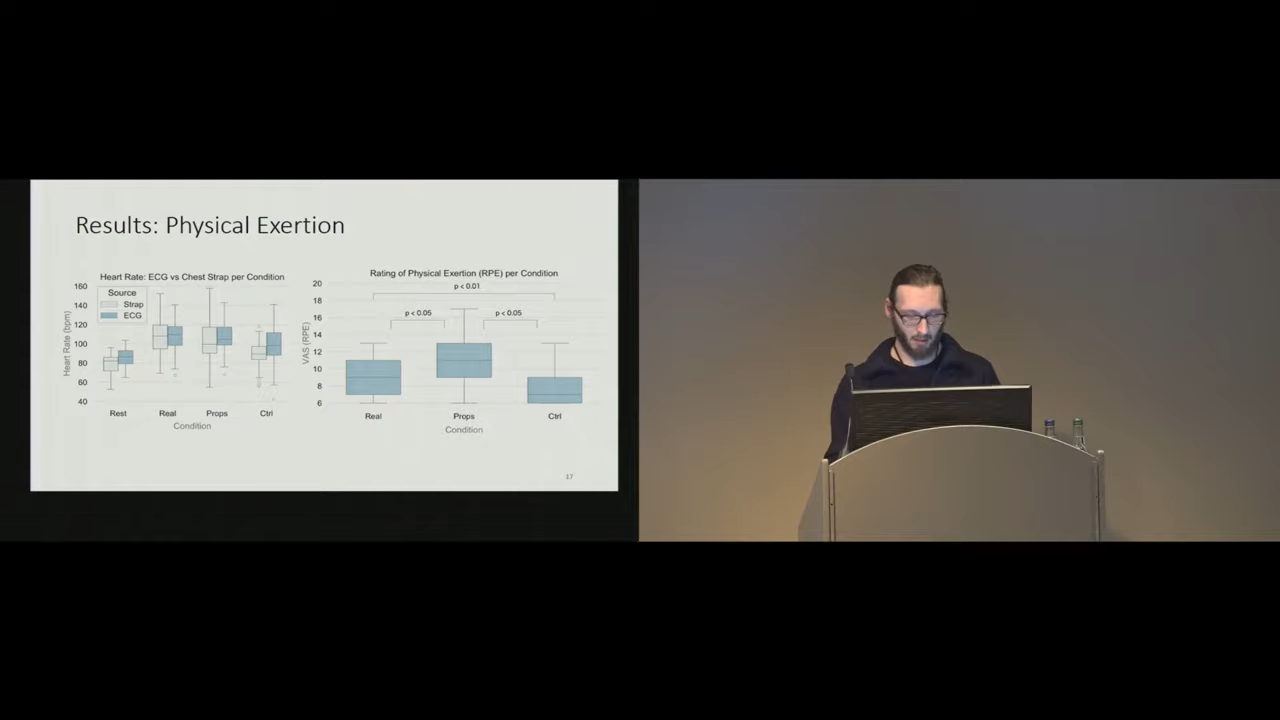 Results: Physical Exertion
Heart Rate: ECG vs Chest Strap per Condition
Source
Strap
ECG
Heart Rate (bpm)
160
140
120
100
80
60
40
Rest
Real
Props
Ctrl
Condition
Rating of Physical Exertion (RPE) per Condition
p < 0.01
p < 0.05
p < 0.05
VAS (RPE)
20
18
16
14
12
10
8
6
Real
Props
Ctrl
Condition
17